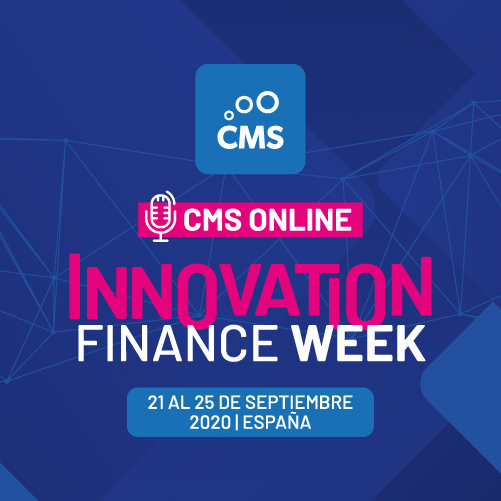 CMS
CMS ONLINE
INNOVATION
FINANCE WEEK
21 AL 25 DE SEPTIEMBRE
2020 | ESPAÑA